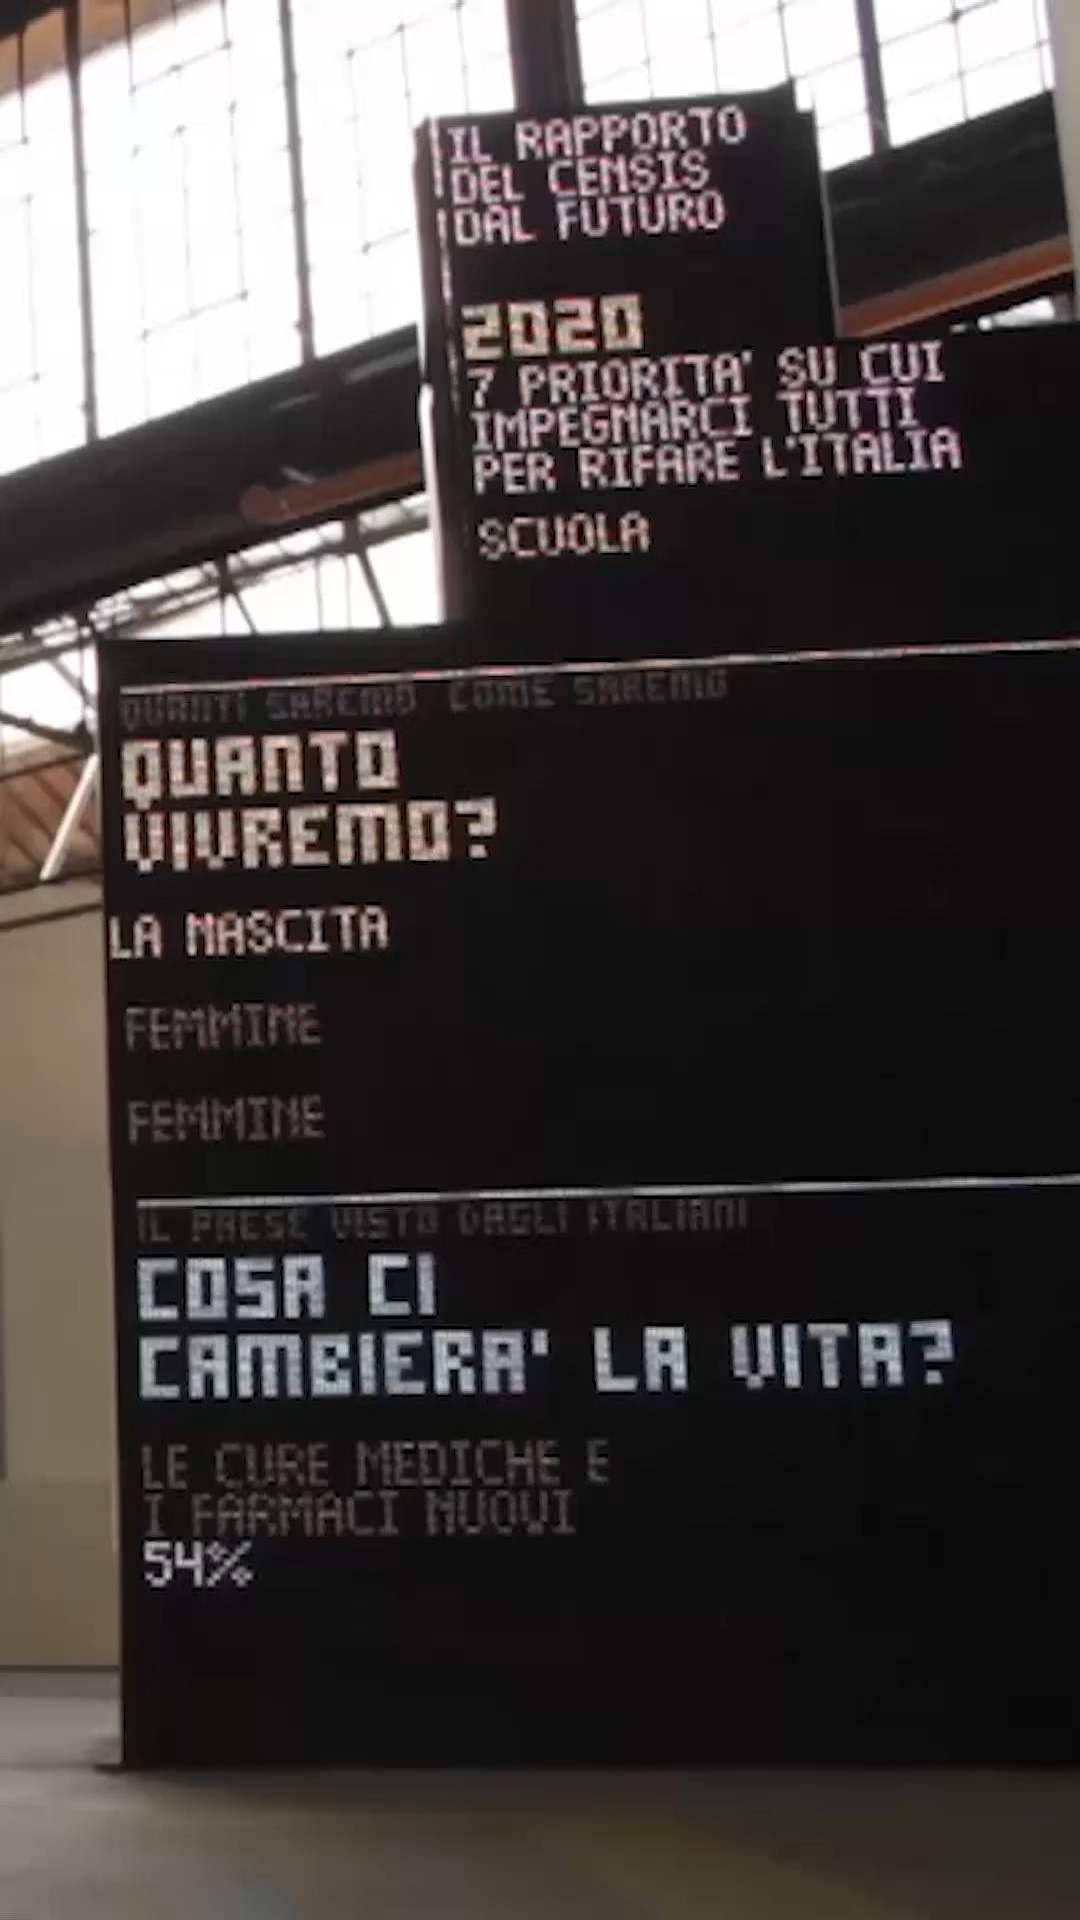 IL RAPPORTO
DEL CENSIS
DAL FUTURO
2020
7 PRIORITA' SU CUI
IMPEGNARCI TUTTI
PER RIFARE L'ITALIA
SCUOLA
QUANTI SAREMO COME SAREMO
QUANTO
VIVREMO?
LA NASCITA
FEMMINE
FEMMINE
IL PAESE VISTO DAGLI ITALIANI
COSA CI
CAMBIERA' LA VITA?
LE CURE MEDICHE E
I FARMACI NUOVI
54%